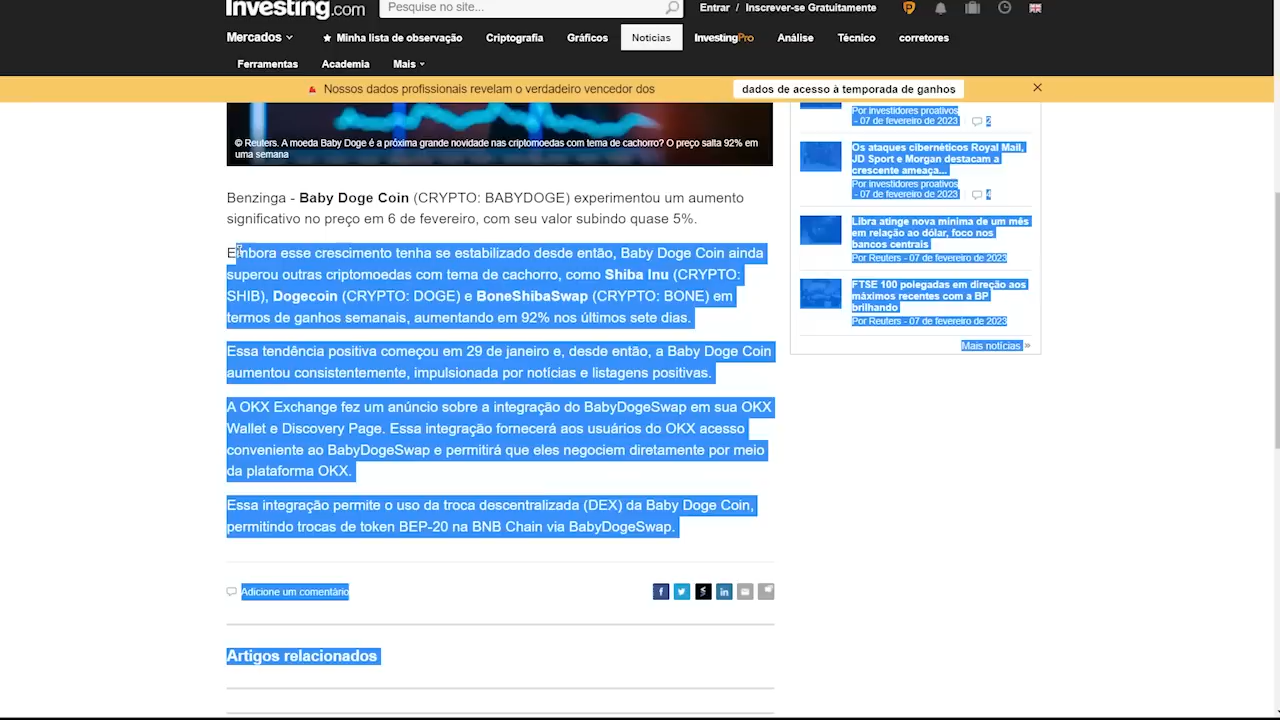 Investing.com
Pesquise no site...
Entrar / Inscrever-se Gratuitamente
Mercados
Minha lista de observação
Criptografia
Gráficos
Notícias
InvestingPro
Análise
Técnico
corretores
Ferramentas
Academia
Mais
Nossos dados profissionais revelam o verdadeiro vencedor dos
dados de acesso à temporada de ganhos
© Reuters. A moeda Baby Doge é a próxima grande novidade nas criptomoedas com tema de cachorro? O preço salta 92% em
uma semana
Benzinga - Baby Doge Coin (CRYPTO: BABYDOGE) experimentou um aumento
significativo no preço em 6 de fevereiro, com seu valor subindo quase 5%.
Embora esse crescimento tenha se estabilizado desde então, Baby Doge Coin ainda
superou outras criptomoedas com tema de cachorro, como Shiba Inu (CRYPTO:
SHIB), Dogecoin (CRYPTO: DOGE) e BoneShibaSwap (CRYPTO: BONE) em
termos de ganhos semanais, aumentando em 92% nos últimos sete dias.
Essa tendência positiva começou em 29 de janeiro e, desde então, a Baby Doge Coin
aumentou consistentemente, impulsionada por notícias e listagens positivas.
A OKX Exchange fez um anúncio sobre a integração do BabyDogeSwap em sua OKX
Wallet e Discovery Page. Essa integração fornecerá aos usuários do OKX acesso
conveniente ao BabyDogeSwap e permitirá que eles negociem diretamente por meio
da plataforma OKX.
Essa integração permite o uso da troca descentralizada (DEX) da Baby Doge Coin,
permitindo trocas de token BEP-20 na BNB Chain via BabyDogeSwap.
Adicione um comentário
Artigos relacionados
Por investidores proativos
- 07 de fevereiro de 2023 2
Os ataques cibernéticos Royal Mail,
JD Sport e Morgan destacam a
crescente ameaça...
Por investidores proativos
- 07 de fevereiro de 2023 4
Libra atinge nova mínima de um mês
em relação ao dólar, foco nos
bancos centrais
Por Reuters - 07 de fevereiro de 2023
FTSE 100 polegadas em direção aos
máximos recentes com a BP
brilhando
Por Reuters - 07 de fevereiro de 2023
Mais notícias »